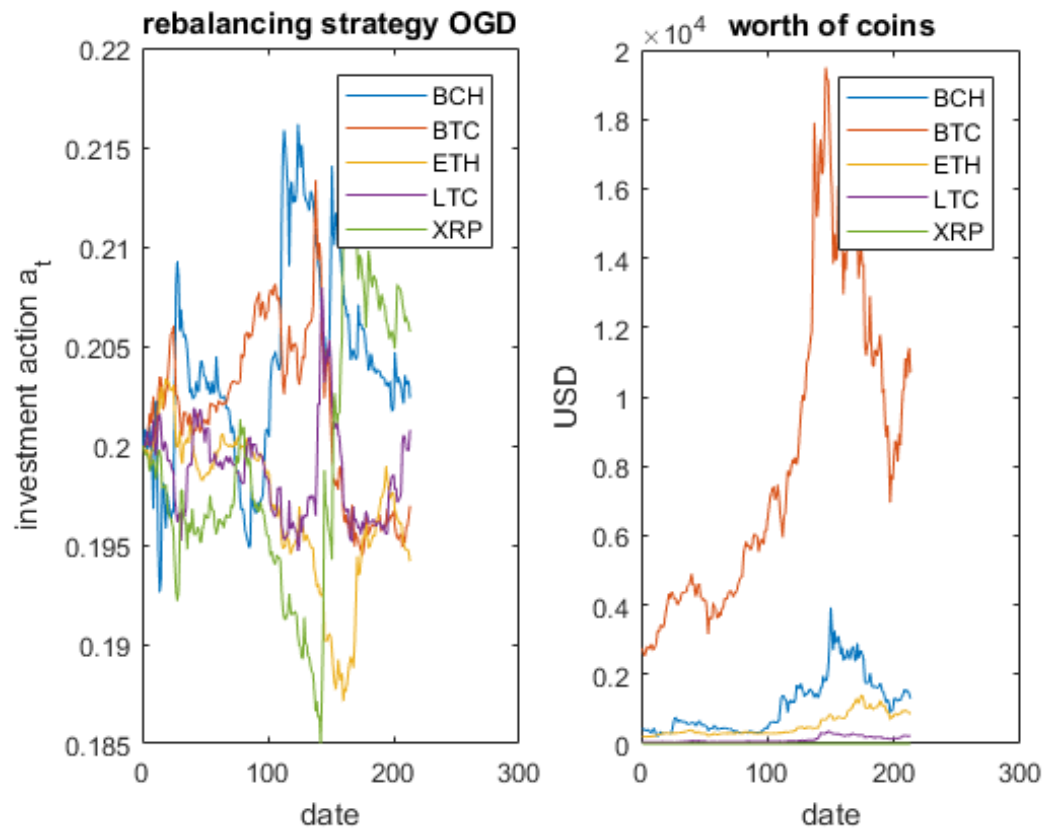 rebalancing strategy OGD
0.22
0.215
0.21
0.205
0.2
0.195
0.19
0.185
investment action a_t
0 100 200 300
date
BCH
BTC
ETH
LTC
XRP
worth of coins
×10^4
2
1.8
1.6
1.4
1.2
1
0.8
0.6
0.4
0.2
0
USD
0 100 200 300
date
BCH
BTC
ETH
LTC
XRP